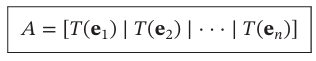 A = [T(e₁) | T(e₂) | · · · | T(eₙ)]